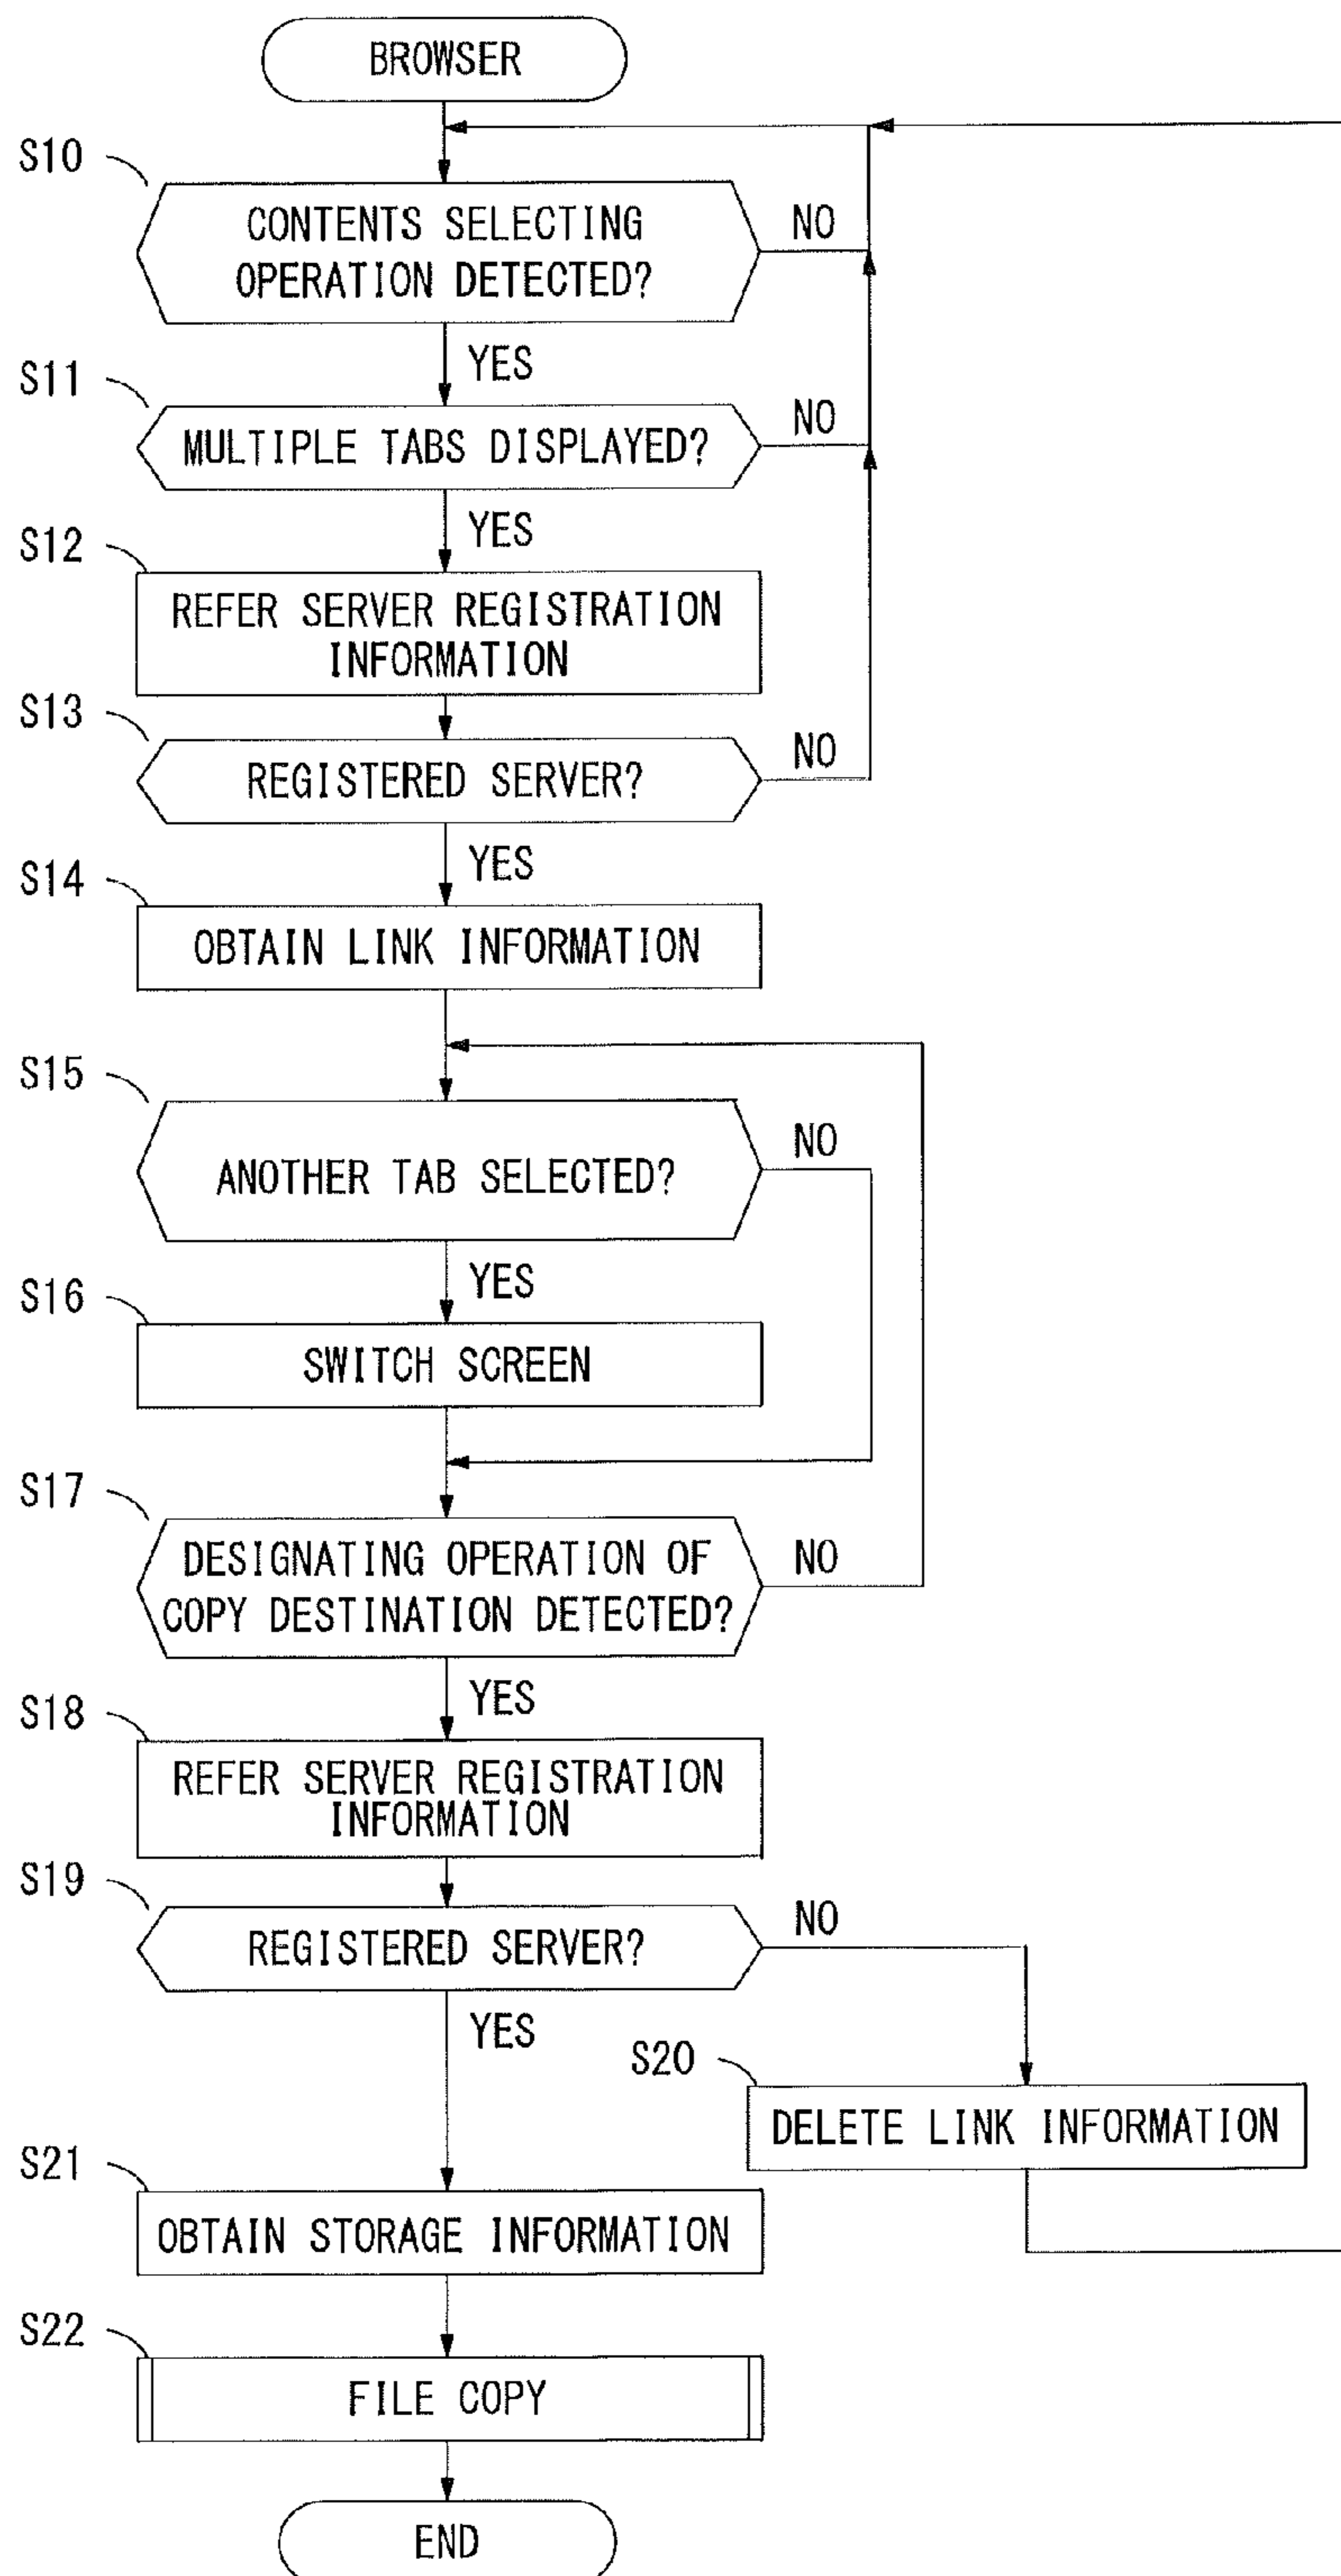 BROWSER
S10
CONTENTS SELECTING
OPERATION DETECTED?
NO
YES
S11
MULTIPLE TABS DISPLAYED?
NO
YES
S12
REFER SERVER REGISTRATION
INFORMATION
S13
REGISTERED SERVER?
NO
YES
S14
OBTAIN LINK INFORMATION
S15
ANOTHER TAB SELECTED?
NO
YES
S16
SWITCH SCREEN
S17
DESIGNATING OPERATION OF
COPY DESTINATION DETECTED?
NO
YES
S18
REFER SERVER REGISTRATION
INFORMATION
S19
REGISTERED SERVER?
NO
YES
S20
DELETE LINK INFORMATION
S21
OBTAIN STORAGE INFORMATION
S22
FILE COPY
END